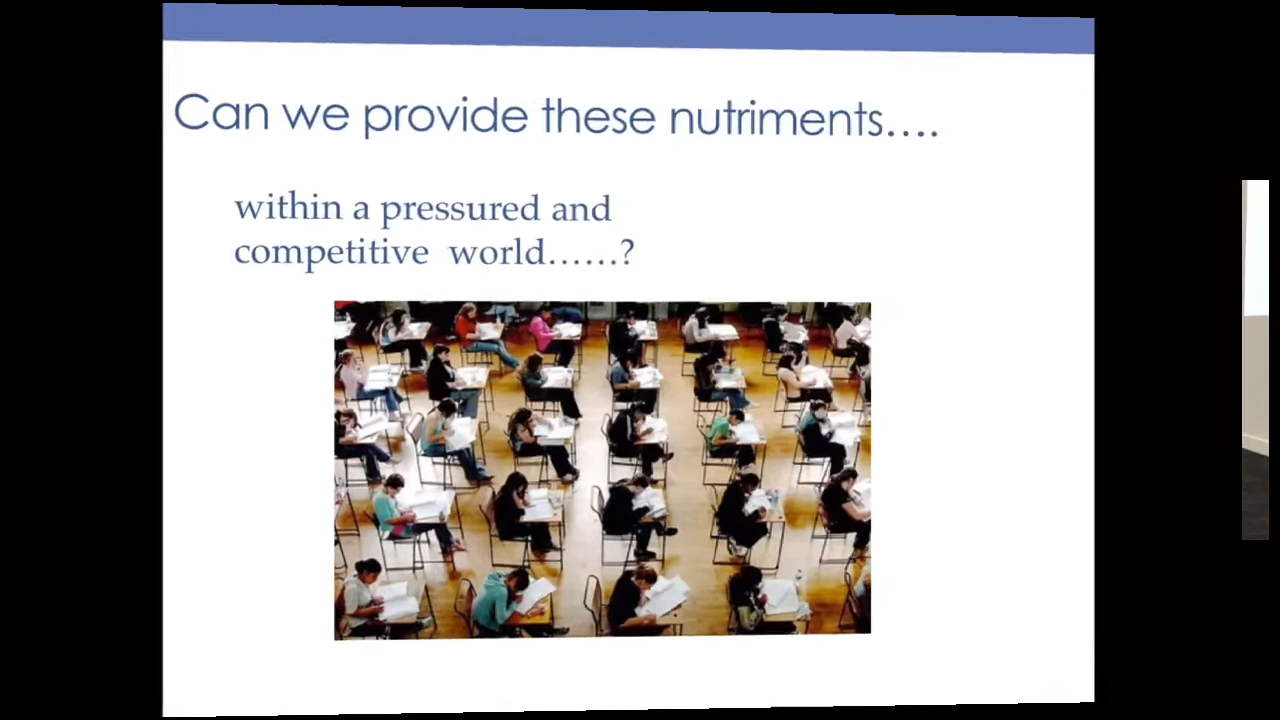 Can we provide these nutriments....
within a pressured and
competitive world......?